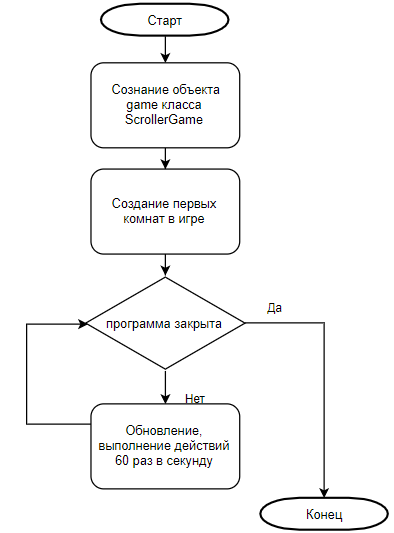 Старт
Сознание объекта
game класса
ScrollerGame
Создание первых
комнат в игре
программа закрыта
Да
Нет
Обновление,
выполнение действий
60 раз в секунду
Конец